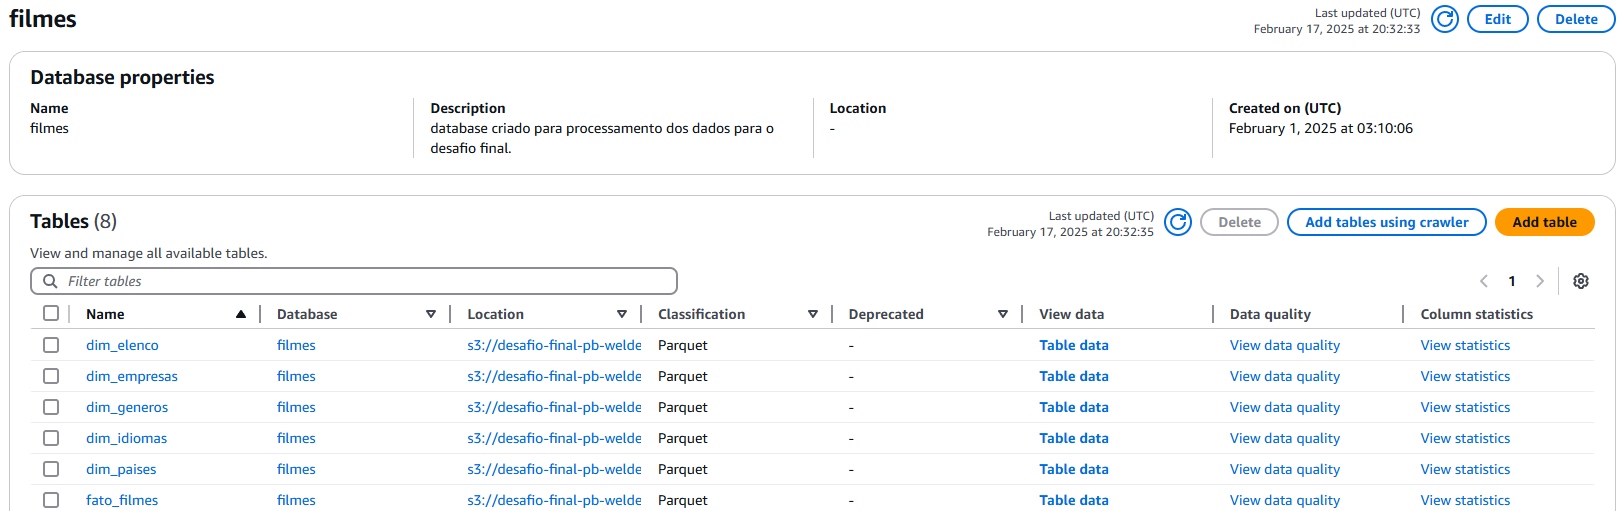 filmes
Last updated (UTC)
February 17, 2025 at 20:32:33
Edit
Delete
Database properties
Name
filmes
Description
database criado para processamento dos dados para o
desafio final.
Location
-
Created on (UTC)
February 1, 2025 at 03:10:06
Tables (8)
Last updated (UTC)
February 17, 2025 at 20:32:35
Delete
Add tables using crawler
Add table
View and manage all available tables.
Filter tables
1
Name Database Location Classification Deprecated View data Data quality Column statistics
dim_elenco filmes s3://desafio-final-pb-welde Parquet - Table data View data quality View statistics
dim_empresas filmes s3://desafio-final-pb-welde Parquet - Table data View data quality View statistics
dim_generos filmes s3://desafio-final-pb-welde Parquet - Table data View data quality View statistics
dim_idiomas filmes s3://desafio-final-pb-welde Parquet - Table data View data quality View statistics
dim_paises filmes s3://desafio-final-pb-welde Parquet - Table data View data quality View statistics
fato_filmes filmes s3://desafio-final-pb-welde Parquet - Table data View data quality View statistics